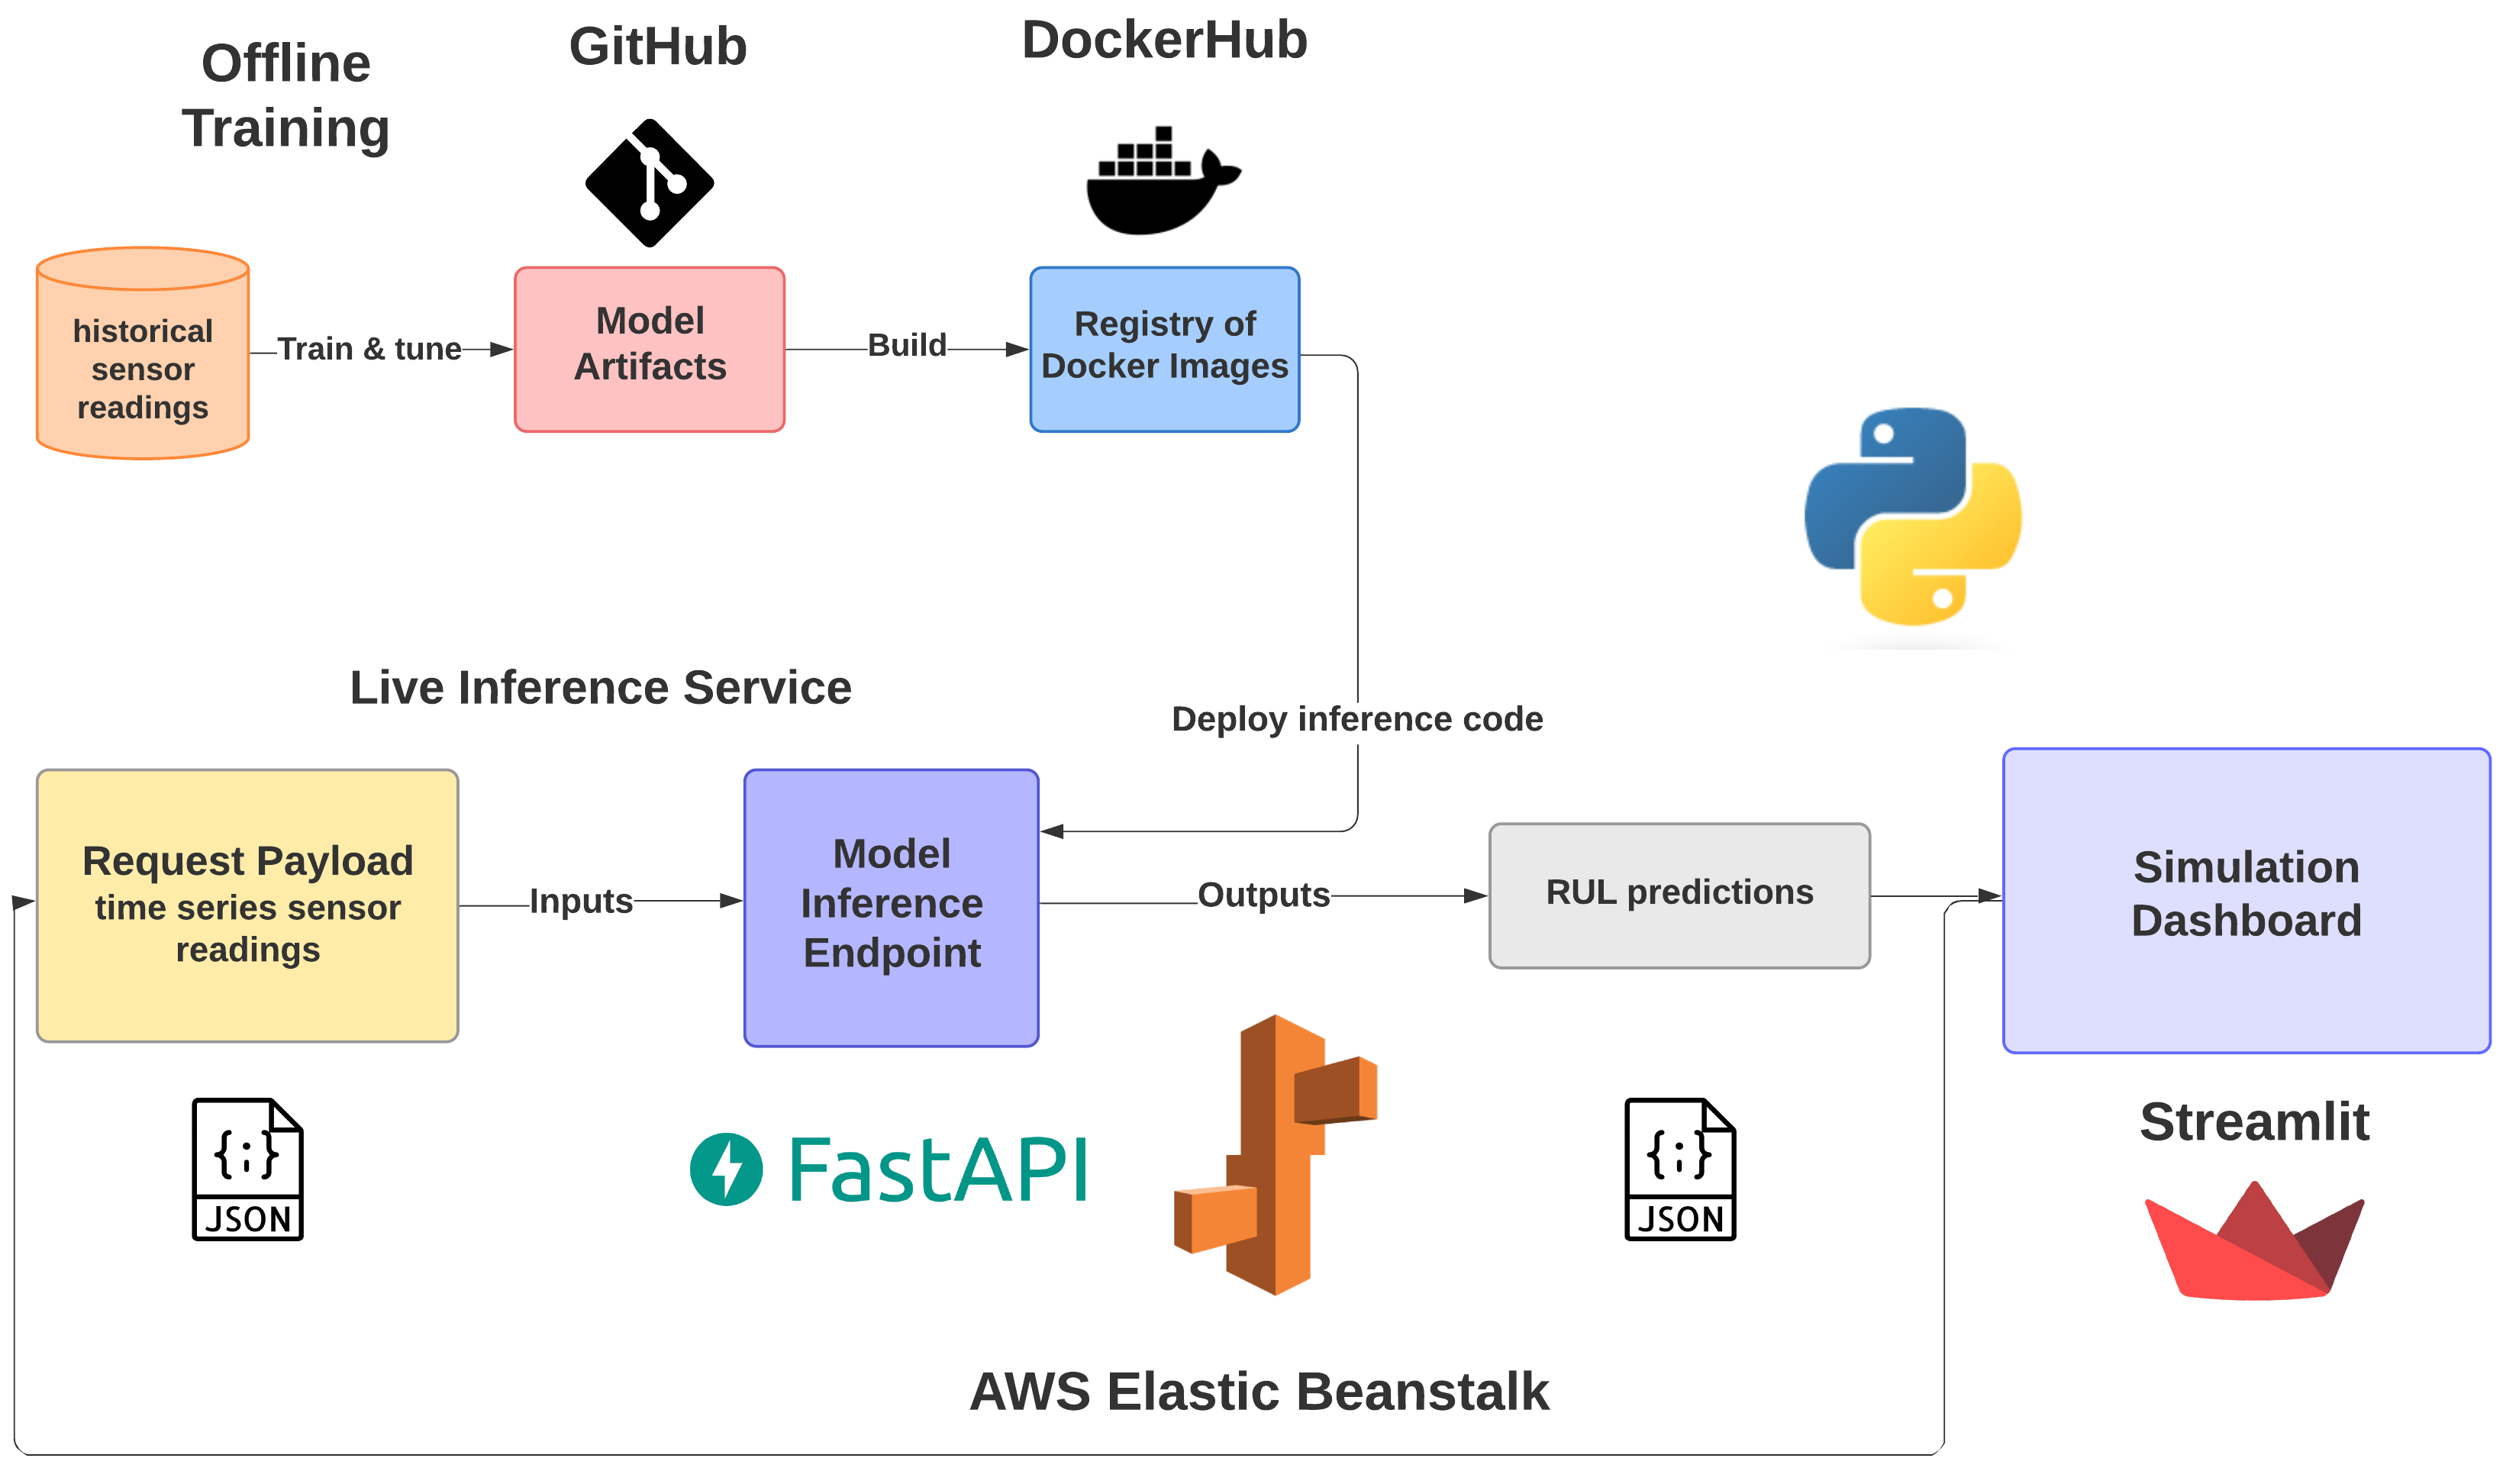 Offline
Training
GitHub
DockerHub
historical
sensor
readings
Train & tune
Model
Artifacts
Build
Registry of
Docker Images
Live Inference Service
Deploy inference code
Request Payload
time series sensor
readings
Inputs
Model
Inference
Endpoint
Outputs
RUL predictions
Simulation
Dashboard
{;}
JSON
FastAPI
{;}
JSON
Streamlit
AWS Elastic Beanstalk